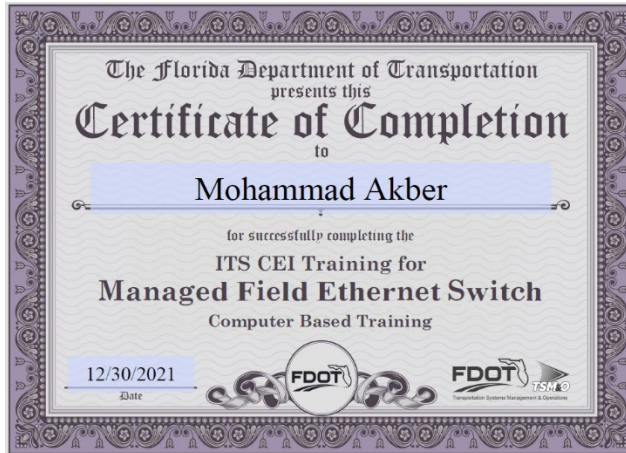 The Florida Department of Transportation
presents this
Certificate of Completion
to
Mohammad Akber
for successfully completing the
ITS CEI Training for
Managed Field Ethernet Switch
Computer Based Training
12/30/2021
Date
FDOT
FDOT
TSM&O
Transportation Systems Management & Operations